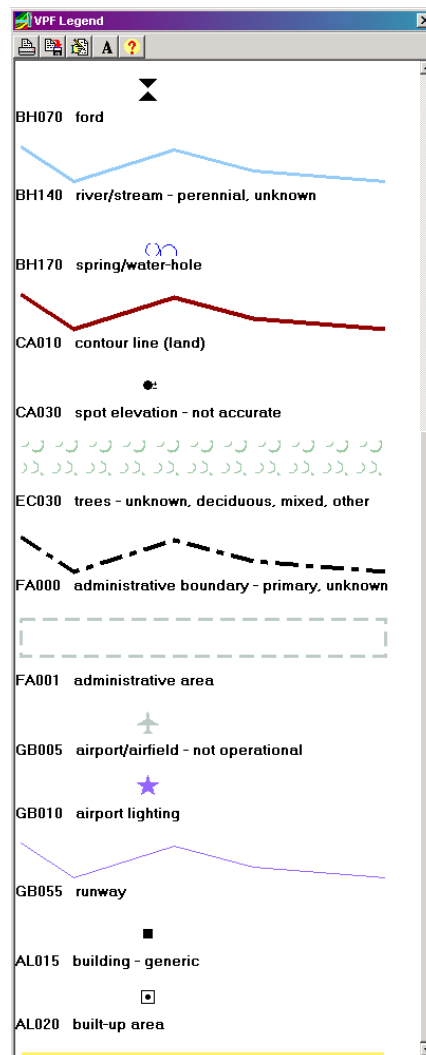 VPF Legend
A ?
BH070 ford
BH140 river/stream - perennial, unknown
BH170 spring/water-hole
CA010 contour line (land)
±
CA030 spot elevation - not accurate
EC030 trees - unknown, deciduous, mixed, other
FA000 administrative boundary - primary, unknown
FA001 administrative area
GB005 airport/airfield - not operational
GB010 airport lighting
GB055 runway
AL015 building - generic
AL020 built-up area